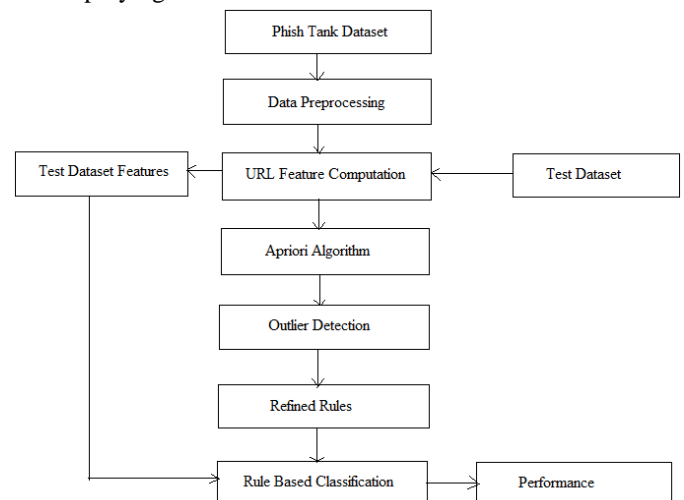 Phish Tank Dataset
Data Preprocessing
Test Dataset Features
URL Feature Computation
Test Dataset
Apriori Algorithm
Outlier Detection
Refined Rules
Rule Based Classification
Performance